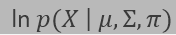 ln p(X | μ, Σ, π)